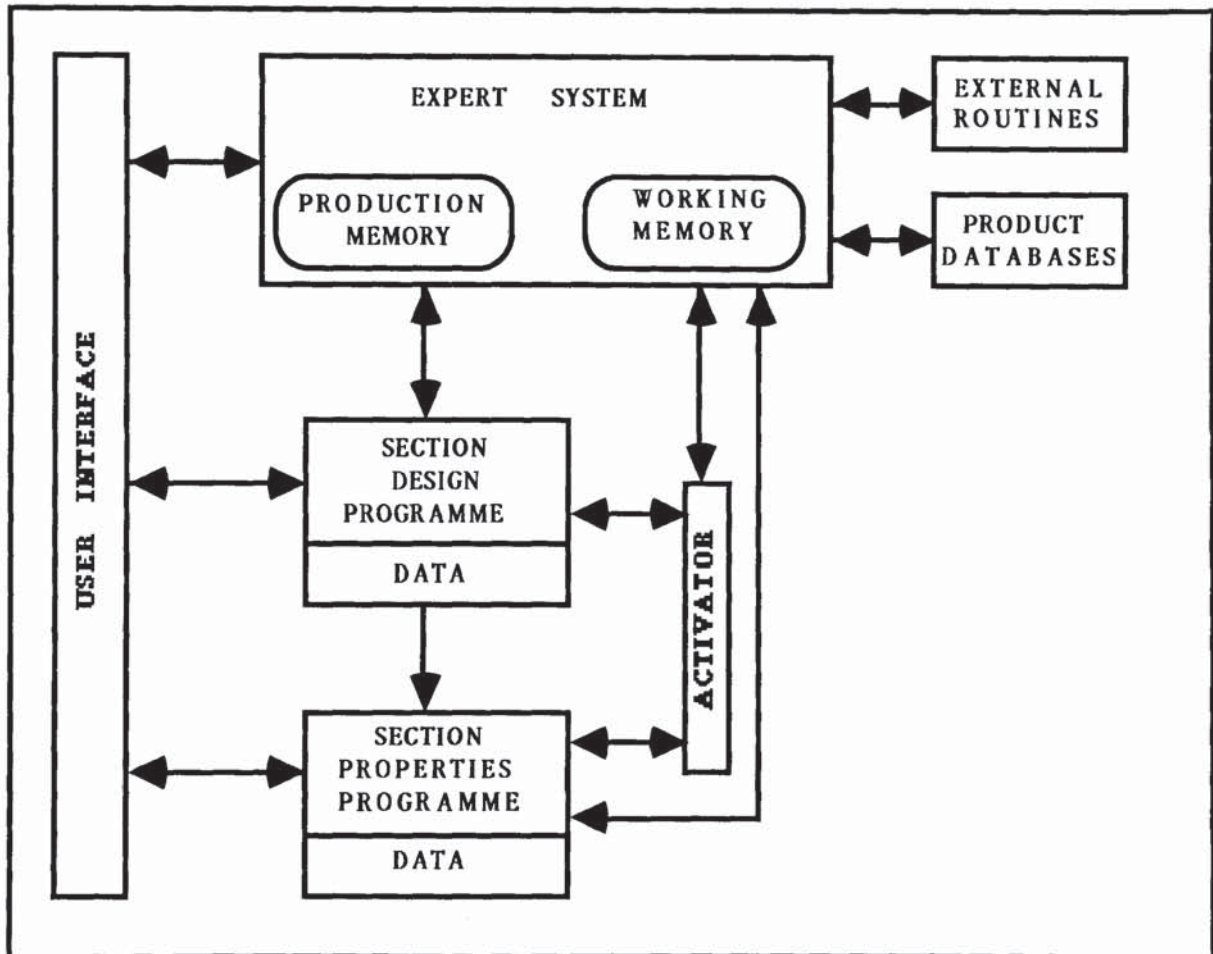 USER INTERFACE
EXPERT SYSTEM
PRODUCTION
MEMORY
WORKING
MEMORY
EXTERNAL
ROUTINES
PRODUCT
DATABASES
SECTION
DESIGN
PROGRAMME
DATA
ACTIVATOR
SECTION
PROPERTIES
PROGRAMME
DATA